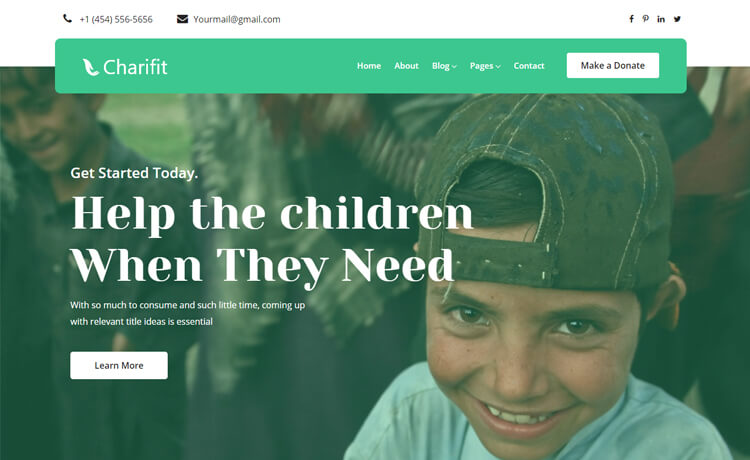 +1 (454) 556-5656 Yourmail@gmail.com
Charifit Home About Blog Pages Contact Make a Donate
Get Started Today.
Help the children
When They Need
With so much to consume and such little time, coming up
with relevant title ideas is essential
Learn More